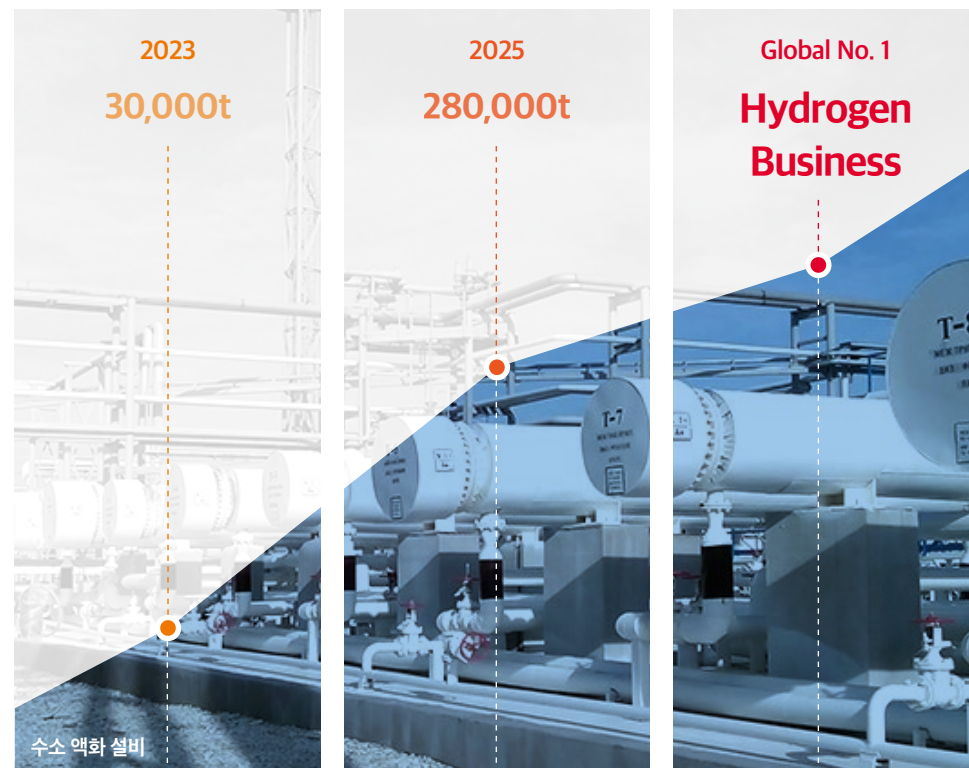 2023
30,000t
2025
280,000t
Global No. 1
Hydrogen
Business
T-7
수소 액화 설비